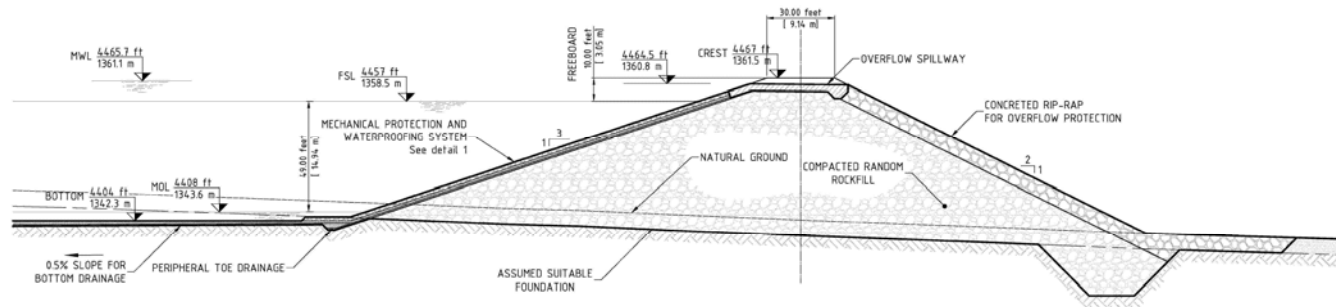 30.00 feet
[ 9.14 m]
MWL 4465.7 ft
1361.1 m
FSL 4457 ft
1358.5 m
FREEBOARD
10.00 feet
[ 3.05 m]
4464.5 ft
1360.8 m
CREST 4467 ft
1361.5 m
OVERFLOW SPILLWAY
CONCRETED RIP-RAP
FOR OVERFLOW PROTECTION
MECHANICAL PROTECTION AND
WATERPROOFING SYSTEM
See detail 1
3
1
49.00 feet
[ 14.94 m]
NATURAL GROUND
COMPACTED RANDOM
ROCKFILL
2
1
BOTTOM 4404 ft
1342.3 m
MOL 4408 ft
1343.6 m
0.5% SLOPE FOR
BOTTOM DRAINAGE
PERIPHERAL TOE DRAINAGE
ASSUMED SUITABLE
FOUNDATION